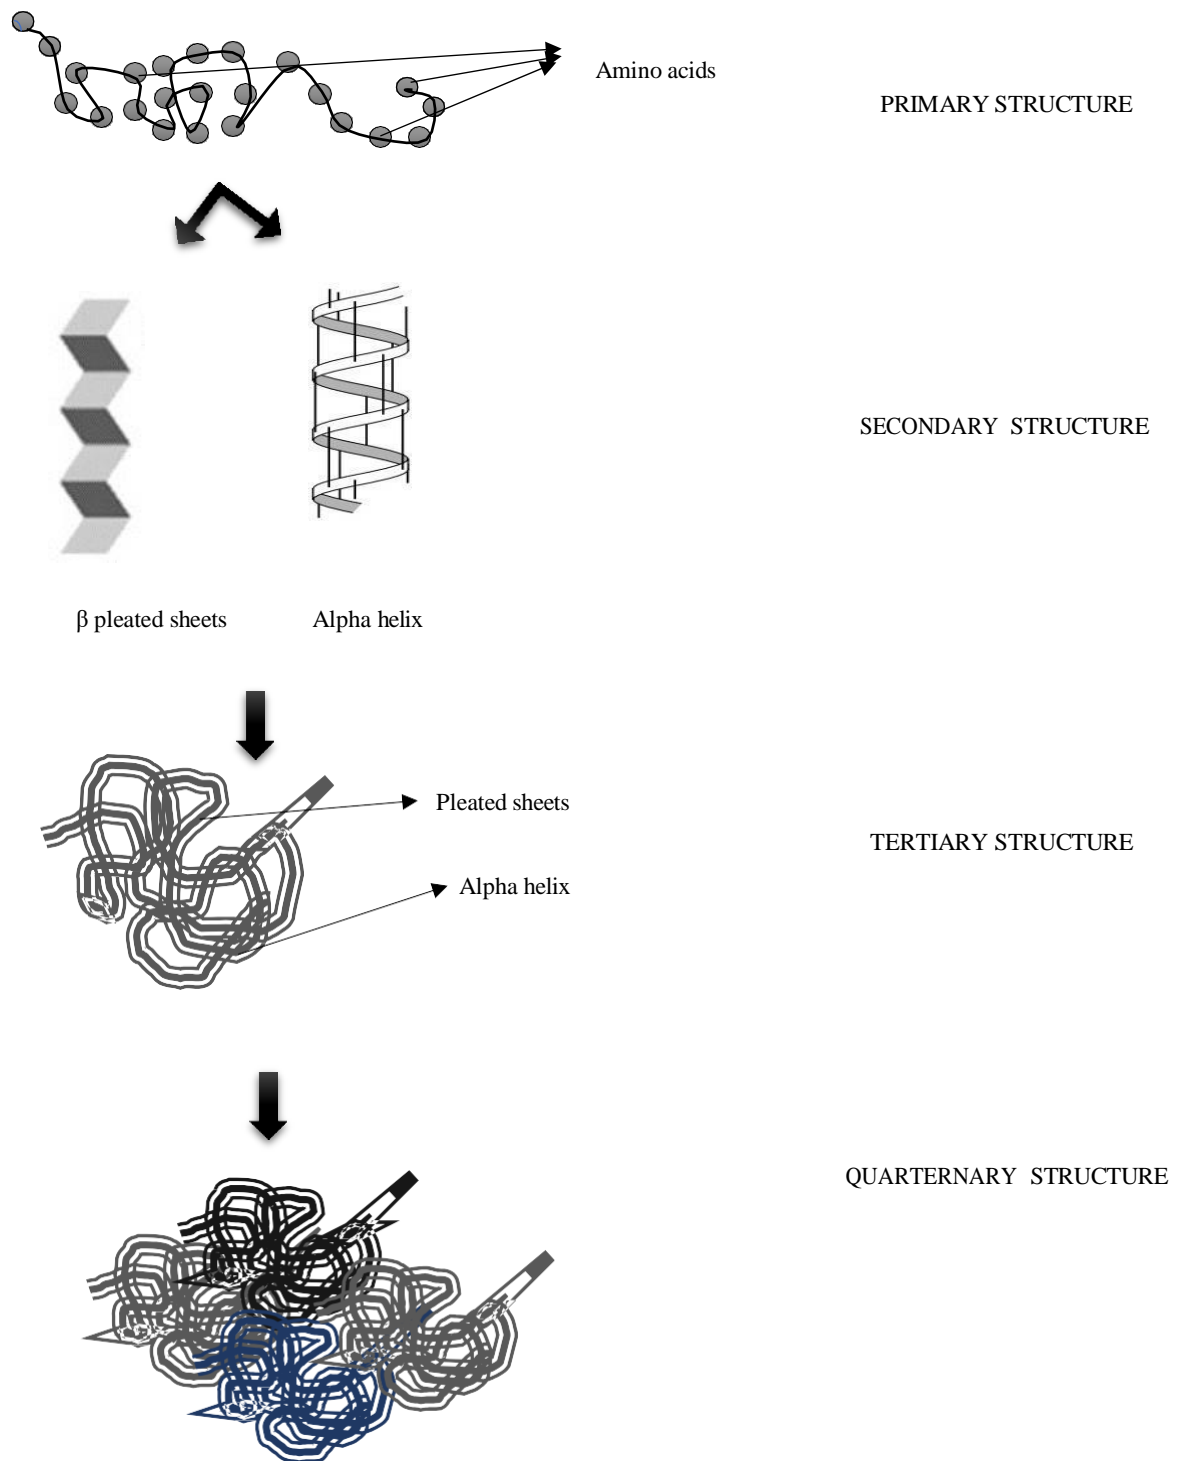 Amino acids
PRIMARY STRUCTURE
SECONDARY STRUCTURE
β pleated sheets
Alpha helix
Pleated sheets
TERTIARY STRUCTURE
Alpha helix
QUARTERNARY STRUCTURE